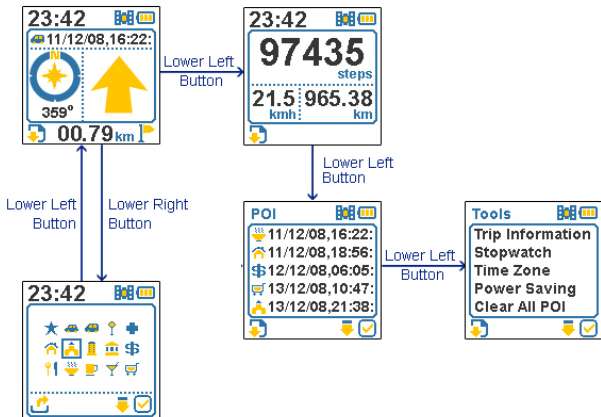 23:42
11/12/08,16:22:
N
359°
00.79 km
Lower Left
Button
23:42
97435
steps
21.5 965.38
kmh km
Lower Left
Button
Lower Left
Button
Lower Right
Button
POI
11/12/08,16:22:
11/12/08,18:56:
12/12/08,06:05:
13/12/08,10:47:
13/12/08,21:38:
Lower Left
Button
Tools
Trip Information
Stopwatch
Time Zone
Power Saving
Clear All POI
23:42